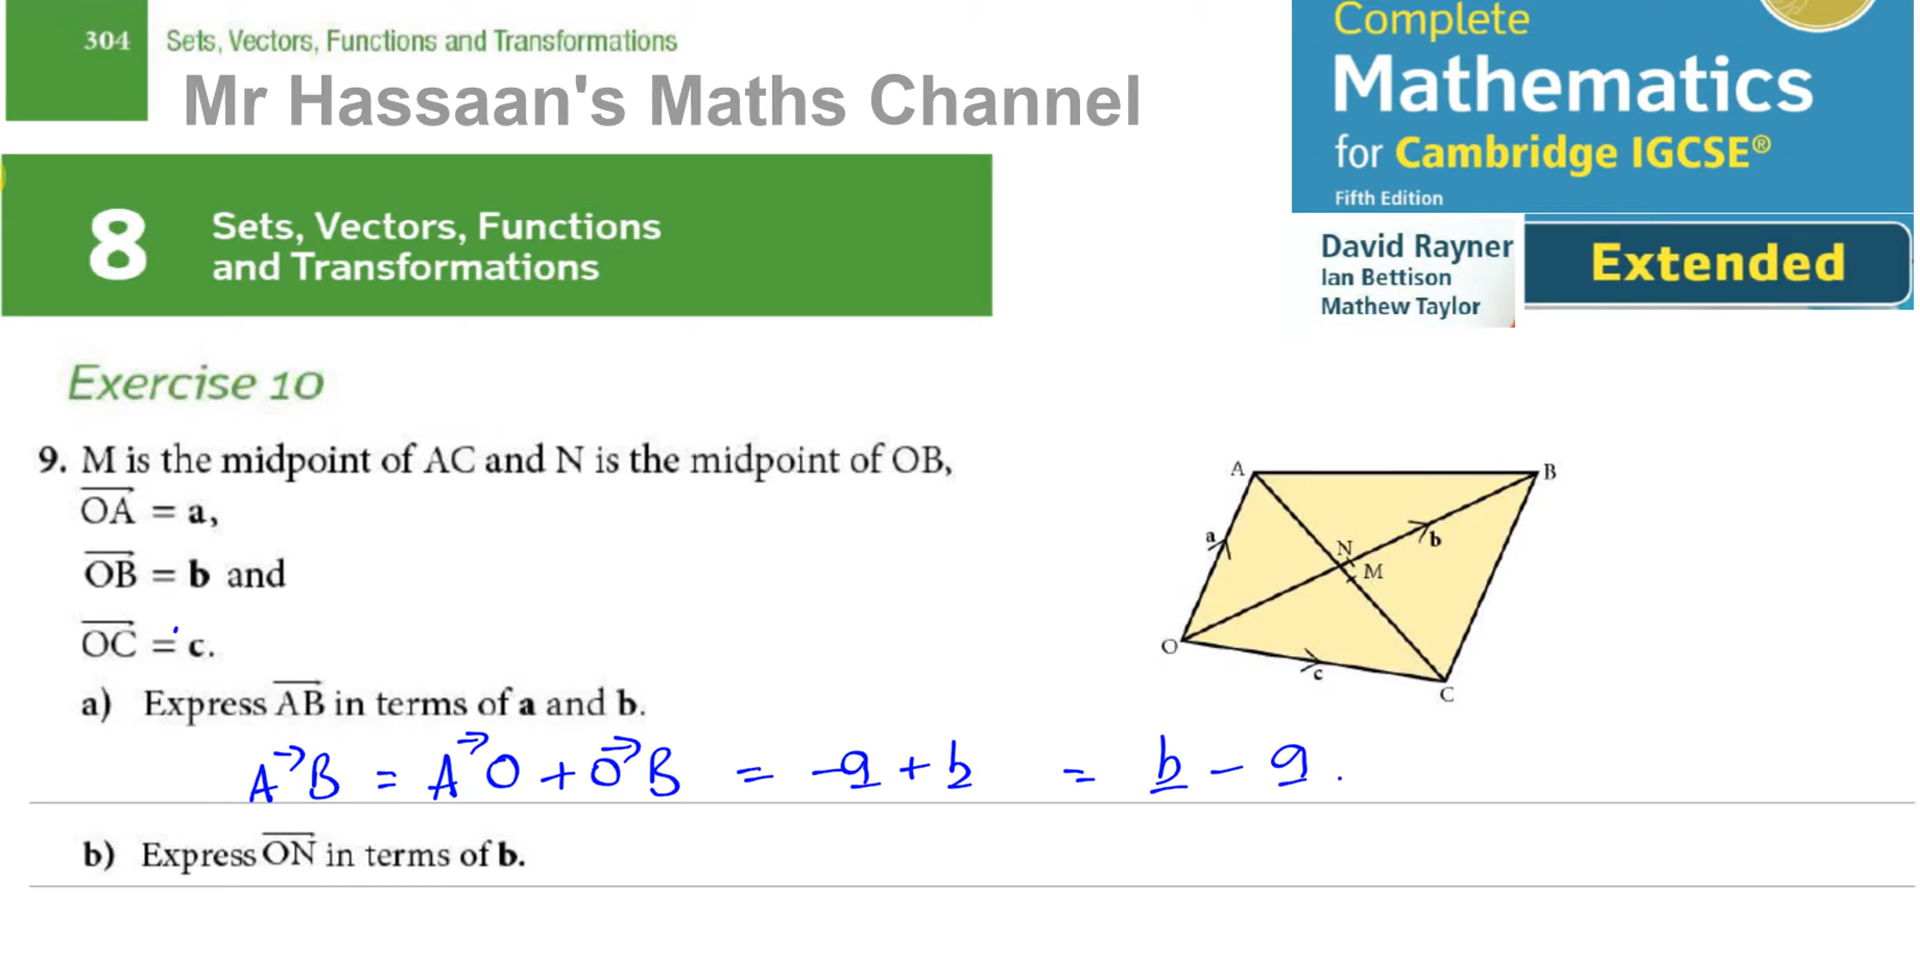 304 Sets, Vectors, Functions and Transformations
Mr Hassaan's Maths Channel
Complete
Mathematics
for Cambridge IGCSE®
Fifth Edition
David Rayner
Ian Bettison
Mathew Taylor
Extended
8
Sets, Vectors, Functions
and Transformations
Exercise 10
9. M is the midpoint of AC and N is the midpoint of OB,
OA = a,
OB = b and
OC = c.
A
B
a
N
b
M
O
c
C
a) Express AB in terms of a and b.
A→B = A→O + O→B = -a + b = b - a.
b) Express ON in terms of b.